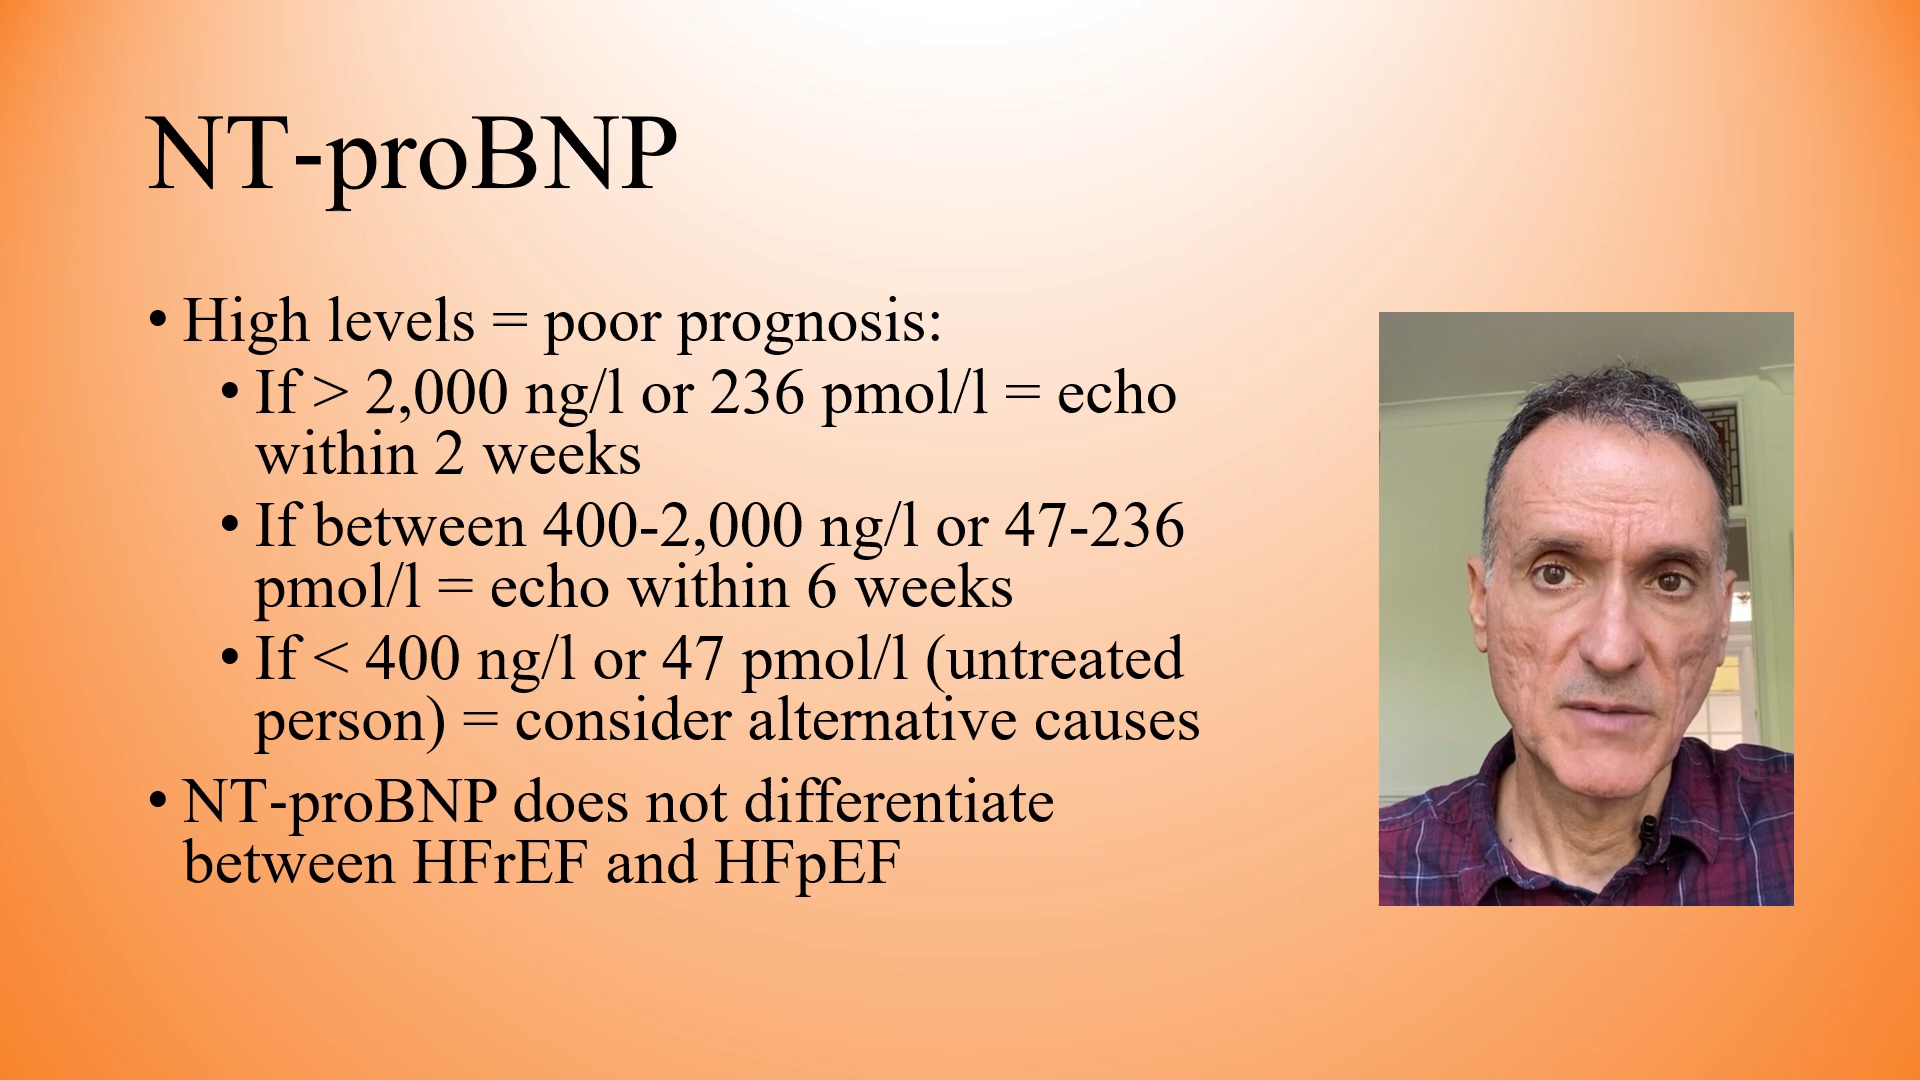 NT-proBNP
• High levels = poor prognosis:
• If > 2,000 ng/l or 236 pmol/l = echo
within 2 weeks
• If between 400-2,000 ng/l or 47-236
pmol/l = echo within 6 weeks
• If < 400 ng/l or 47 pmol/l (untreated
person) = consider alternative causes
• NT-proBNP does not differentiate
between HFrEF and HFpEF